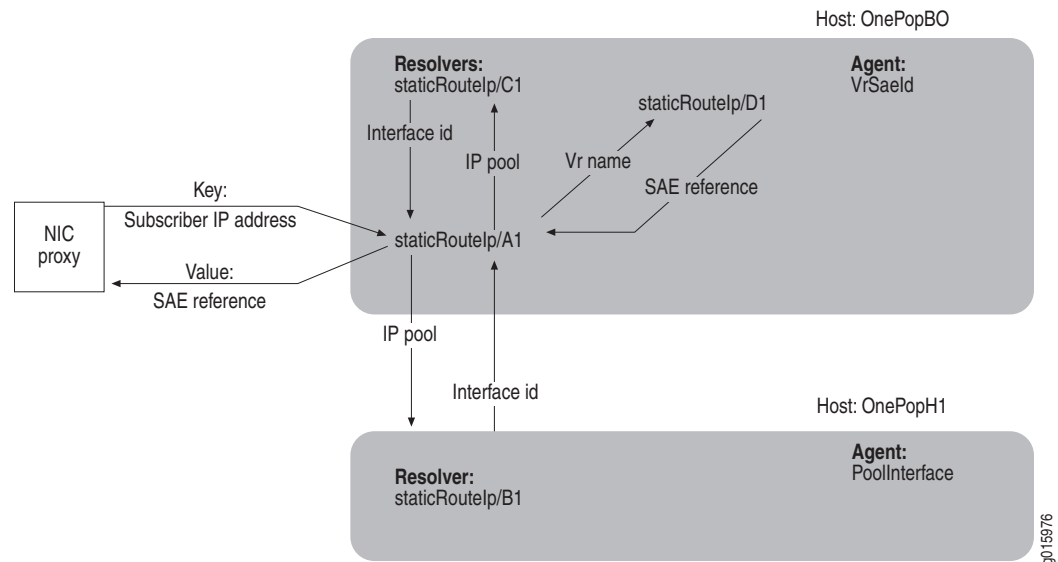 Host: OnePopBO
Resolvers:
staticRouteIp/C1
Agent:
VrSaeId
staticRouteIp/D1
Interface id
IP pool
Vr name
SAE reference
Key:
Subscriber IP address
NIC
proxy
staticRouteIp/A1
Value:
SAE reference
IP pool
Interface id
Host: OnePopH1
Agent:
PoolInterface
Resolver:
staticRouteIp/B1
g015976